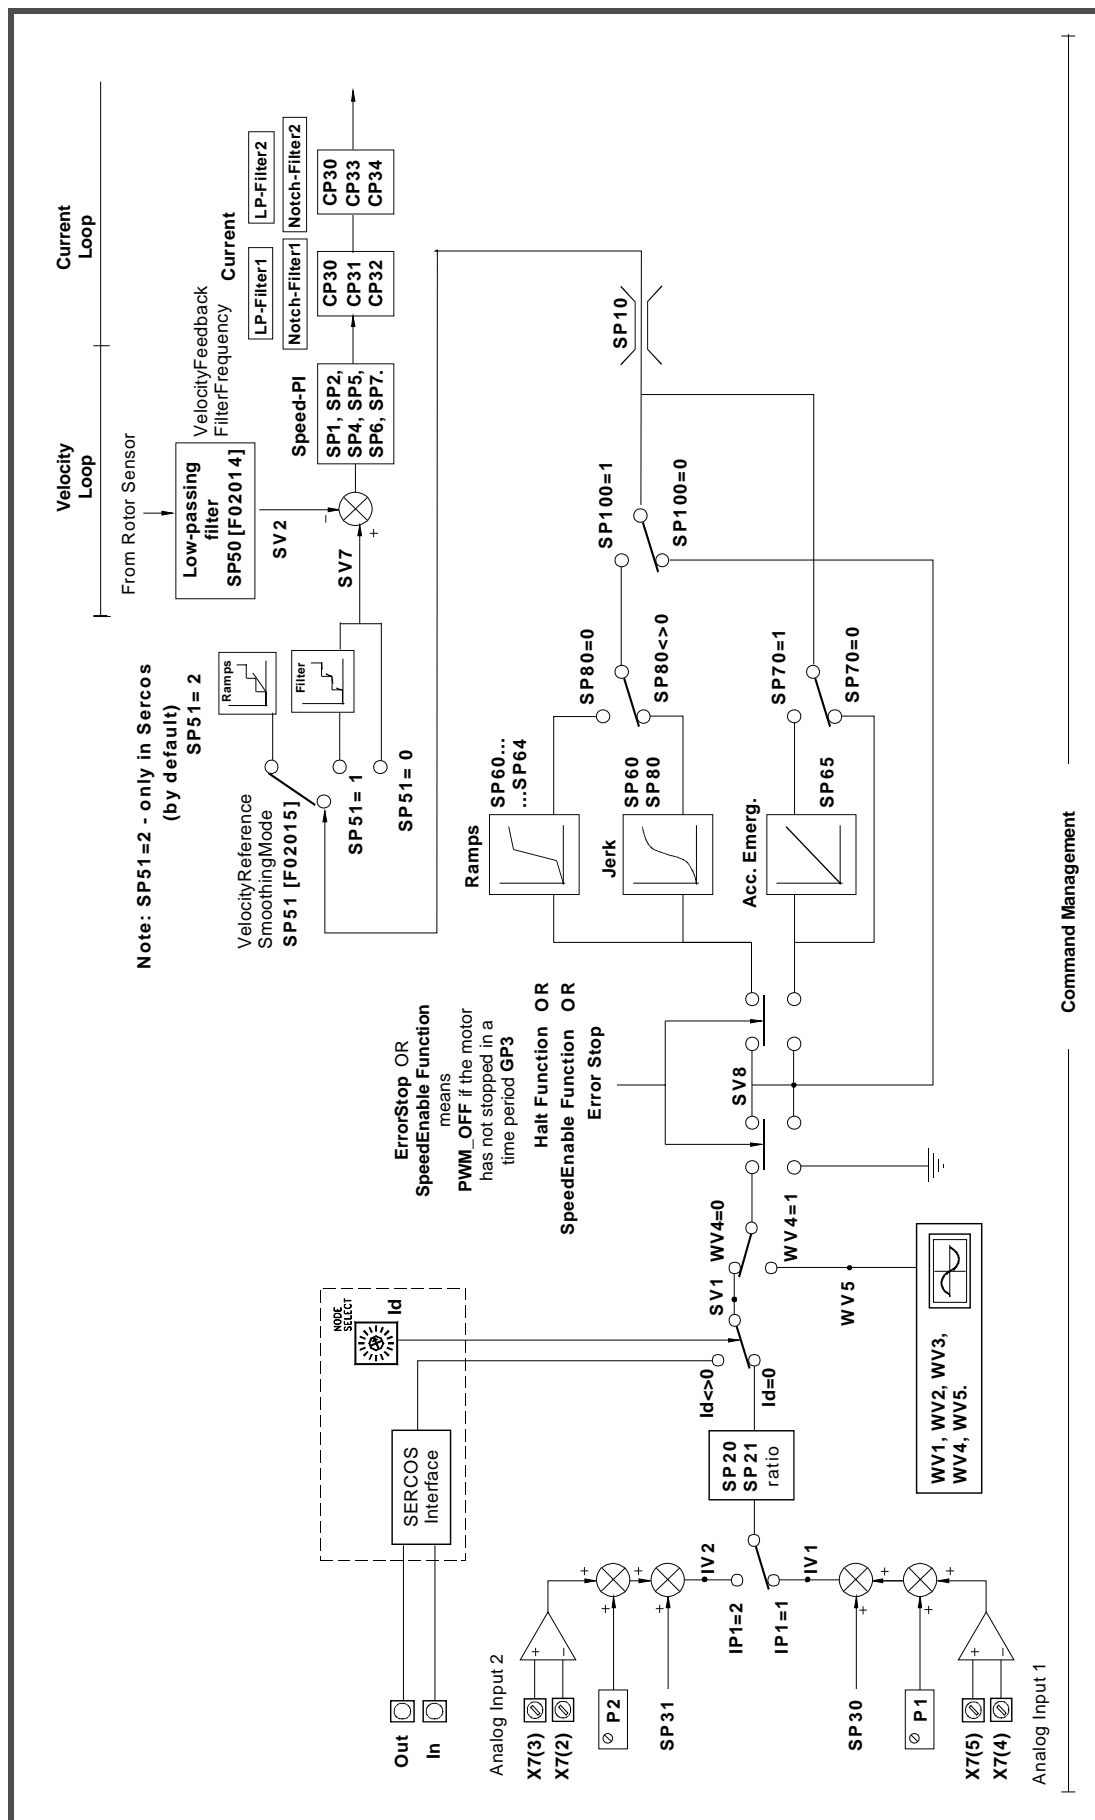 Out
In
SERCOS
Interface
NODE
SELECT
Id
Analog Input 2
X7(3)
X7(2)
+
–
P2
+
+
SP31
+
+
IV2
IP1=2
IP1=1
IV1
SP30
+
+
P1
+
+
X7(5)
X7(4)
+
–
Analog Input 1
SP20
SP21
ratio
Id<>0
Id=0
SV1
WV4=0
WV4=1
WV5
WV1, WV2, WV3,
WV4, WV5.
ErrorStop OR
SpeedEnable Function
means
PWM_OFF if the motor
has not stopped in a
time period GP3
Halt Function OR
SpeedEnable Function OR
Error Stop
SV8
Ramps
SP60...
...SP64
Jerk
SP60
SP80
Acc. Emerg.
SP65
SP80=0
SP80<>0
SP70=1
SP70=0
SP100=1
SP100=0
SP10
Note: SP51=2 - only in Sercos
(by default)
SP51= 2
VelocityReference
SmoothingMode
SP51 [F02015]
SP51= 1
SP51= 0
Ramps
Filter
From Rotor Sensor
Low-passing
filter
SP50 [F02014]
VelocityFeedback
FilterFrequency
SV2
–
SV7
+
Speed-PI
SP1, SP2,
SP4, SP5,
SP6, SP7.
Current
LP-Filter1
Notch-Filter1
CP30
CP31
CP32
LP-Filter2
Notch-Filter2
CP30
CP33
CP34
Velocity
Loop
Current
Loop
Command Management